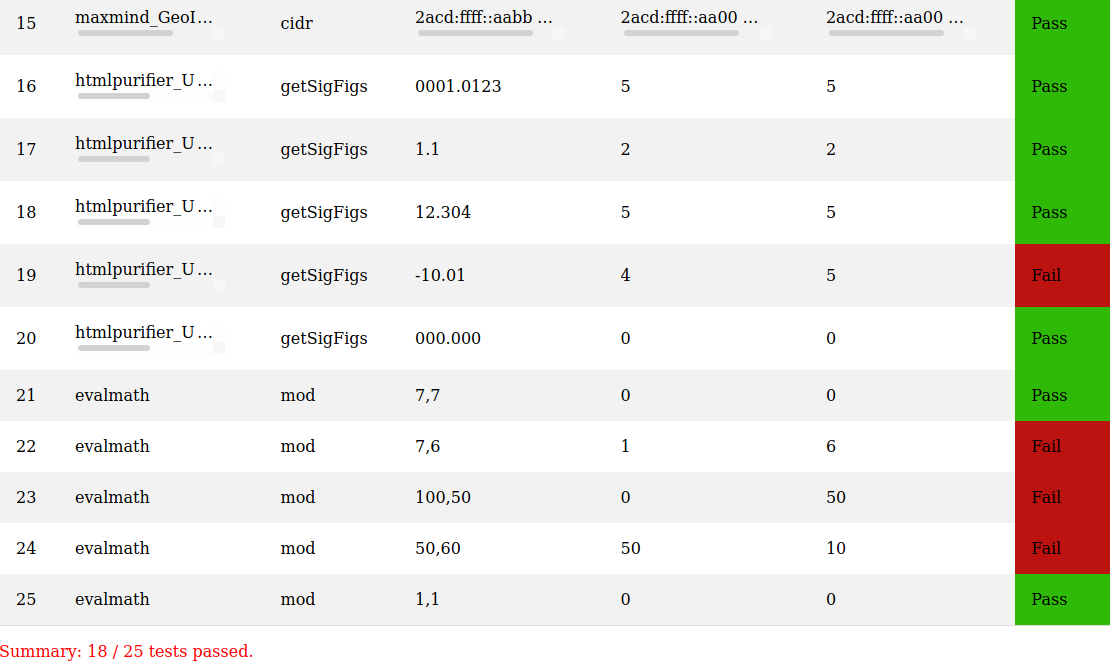 15 maxmind_GeoI... cidr 2acd:ffff::aabb ... 2acd:ffff::aa00 ... 2acd:ffff::aa00 ... Pass
16 htmlpurifier_U... getSigFigs 0001.0123 5 5 Pass
17 htmlpurifier_U... getSigFigs 1.1 2 2 Pass
18 htmlpurifier_U... getSigFigs 12.304 5 5 Pass
19 htmlpurifier_U... getSigFigs -10.01 4 5 Fail
20 htmlpurifier_U... getSigFigs 000.000 0 0 Pass
21 evalmath mod 7,7 0 0 Pass
22 evalmath mod 7,6 1 6 Fail
23 evalmath mod 100,50 0 50 Fail
24 evalmath mod 50,60 50 10 Fail
25 evalmath mod 1,1 0 0 Pass
Summary: 18 / 25 tests passed.